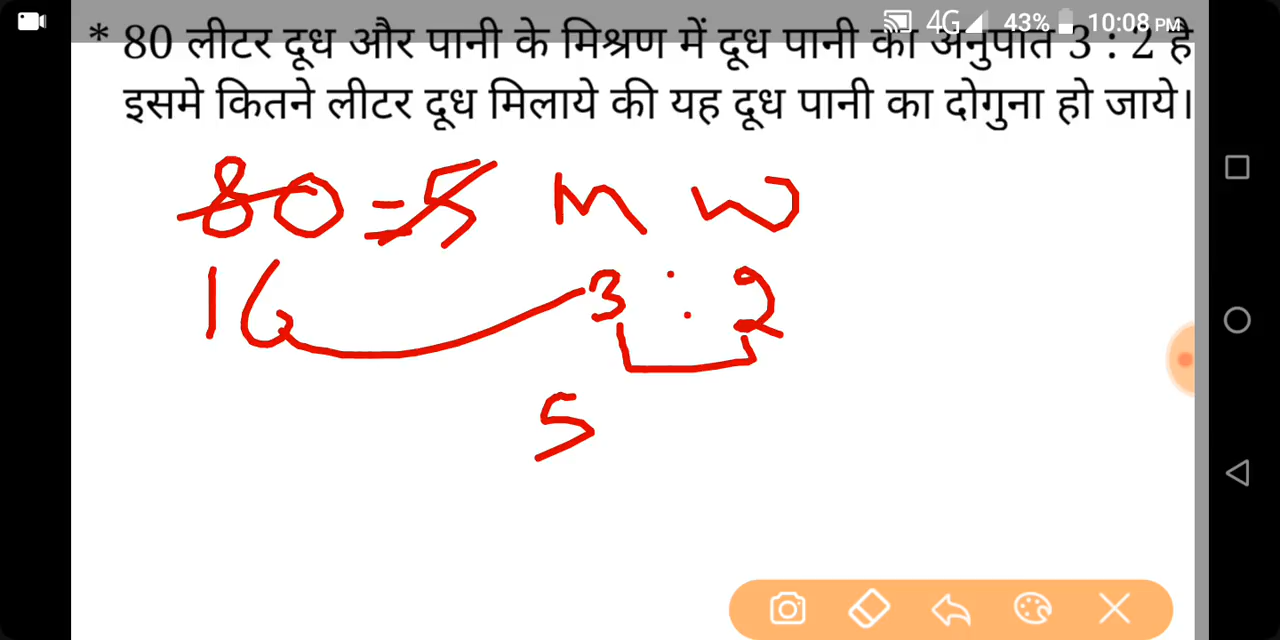 4G 43% 10:08 PM
* 80 लीटर दूध और पानी के मिश्रण में दूध पानी का अनुपात 3 : 2 है
इसमे कितने लीटर दूध मिलाये की यह दूध पानी का दोगुना हो जाये।
80 = 5 M W
16 3 : 2
5